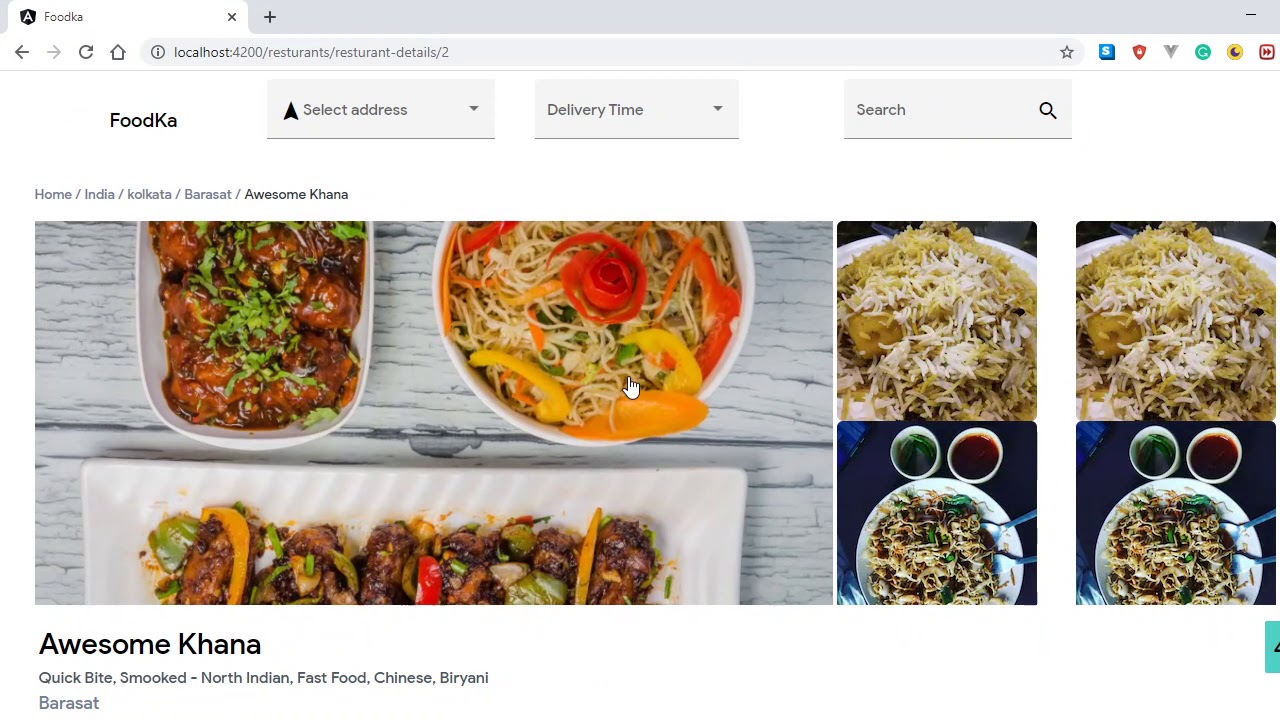 Foodka
localhost:4200/resturants/resturant-details/2
FoodKa
Select address
Delivery Time
Search
Home / India / kolkata / Barasat / Awesome Khana
Awesome Khana
Quick Bite, Smooked - North Indian, Fast Food, Chinese, Biryani
Barasat